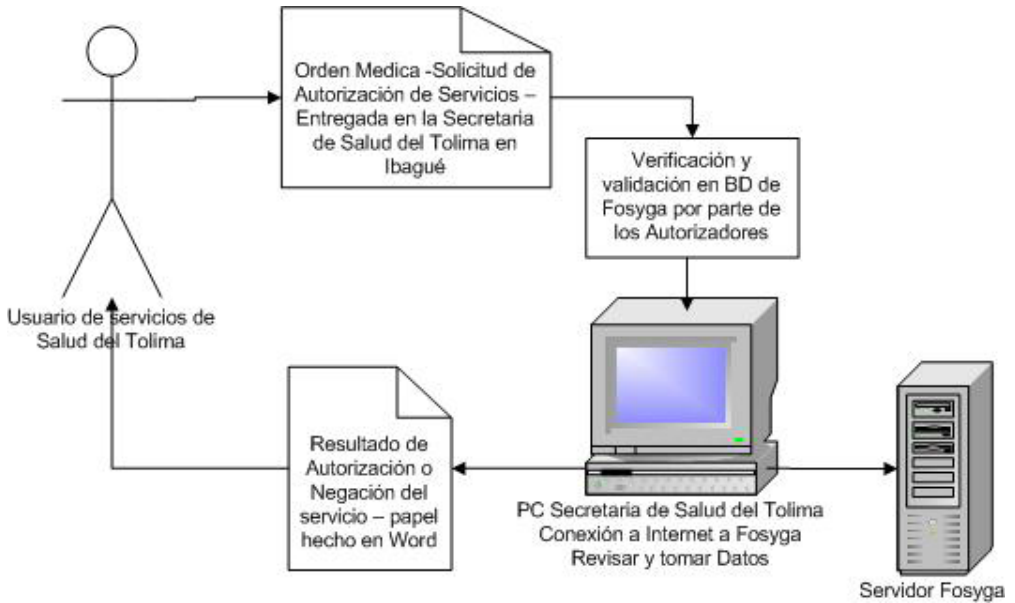 Orden Medica -Solicitud de
Autorización de Servicios –
Entregada en la Secretaria
de Salud del Tolima en
Ibagué
Verificación y
validación en BD de
Fosyga por parte de
los Autorizadores
Usuario de servicios de
Salud del Tolima
Resultado de
Autorización o
Negación del
servicio – papel
hecho en Word
PC Secretaria de Salud del Tolima
Conexión a Internet a Fosyga
Revisar y tomar Datos
Servidor Fosyga